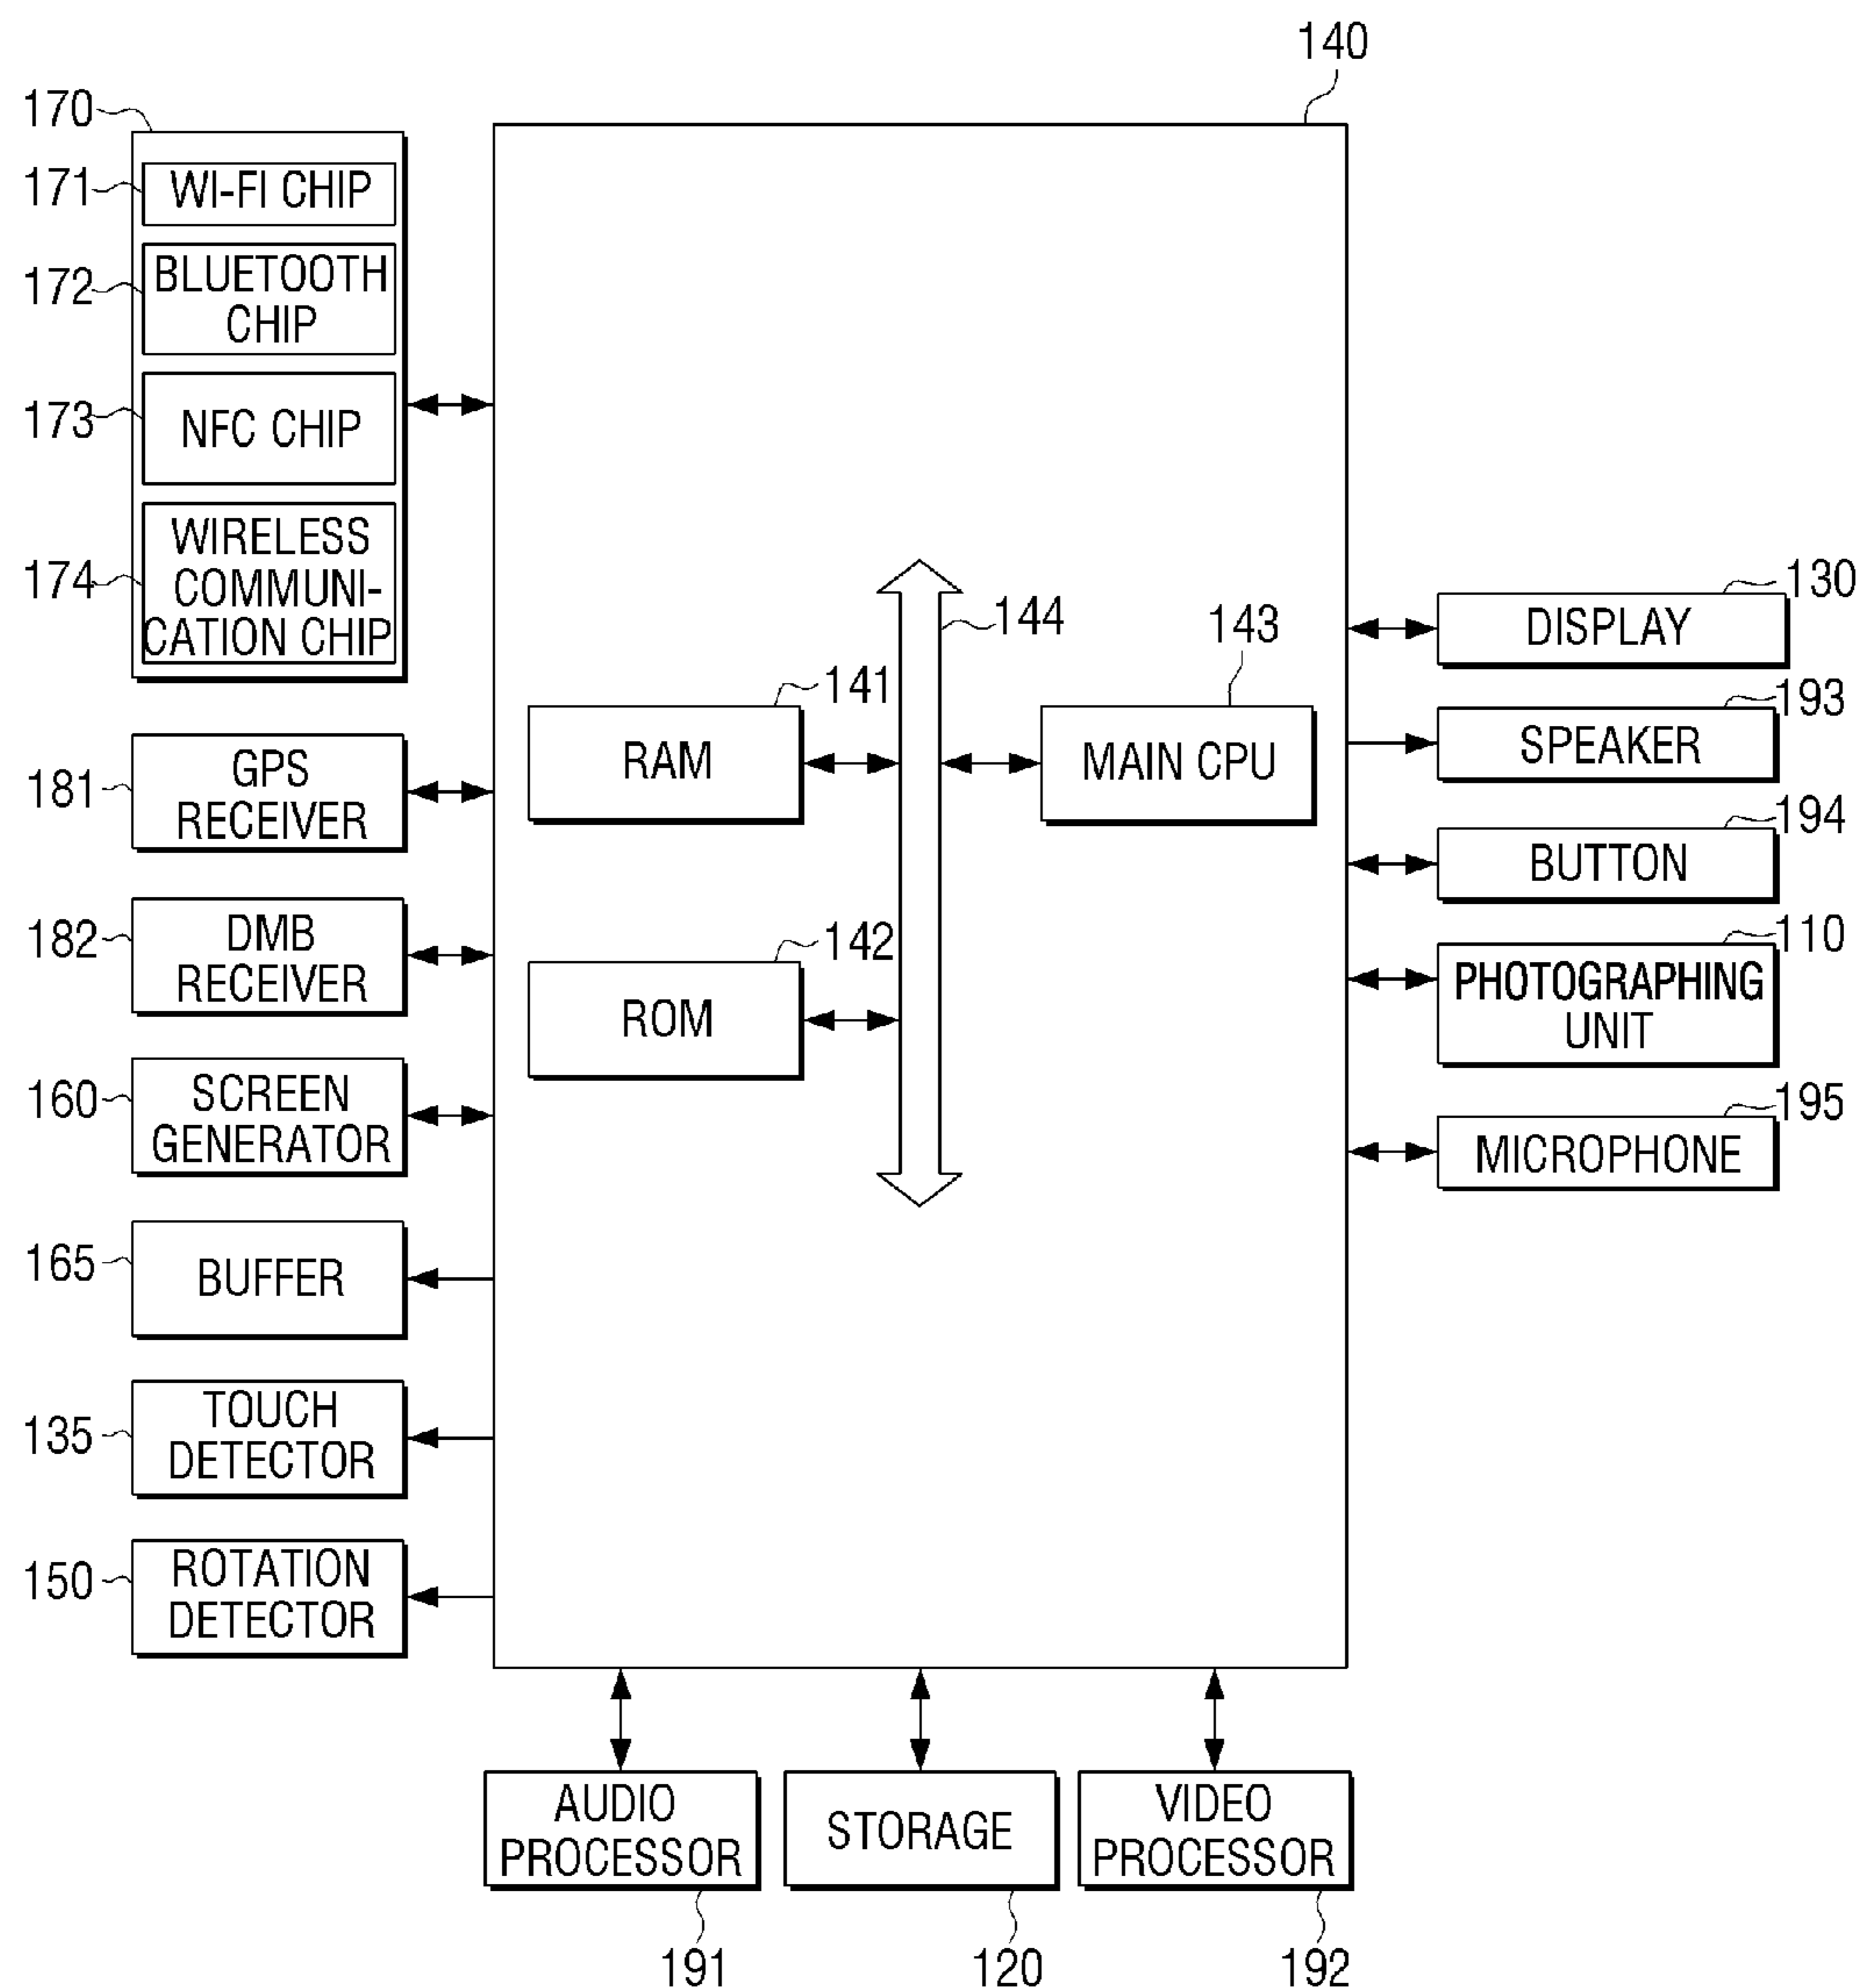 140
170
171
WI-FI CHIP
172
BLUETOOTH
CHIP
173
NFC CHIP
174
WIRELESS
COMMUNI-
CATION CHIP
181
GPS
RECEIVER
182
DMB
RECEIVER
160
SCREEN
GENERATOR
165
BUFFER
135
TOUCH
DETECTOR
150
ROTATION
DETECTOR
144
143
141
RAM
MAIN CPU
142
ROM
130
DISPLAY
193
SPEAKER
194
BUTTON
110
PHOTOGRAPHING
UNIT
195
MICROPHONE
AUDIO
PROCESSOR
STORAGE
VIDEO
PROCESSOR
191
120
192